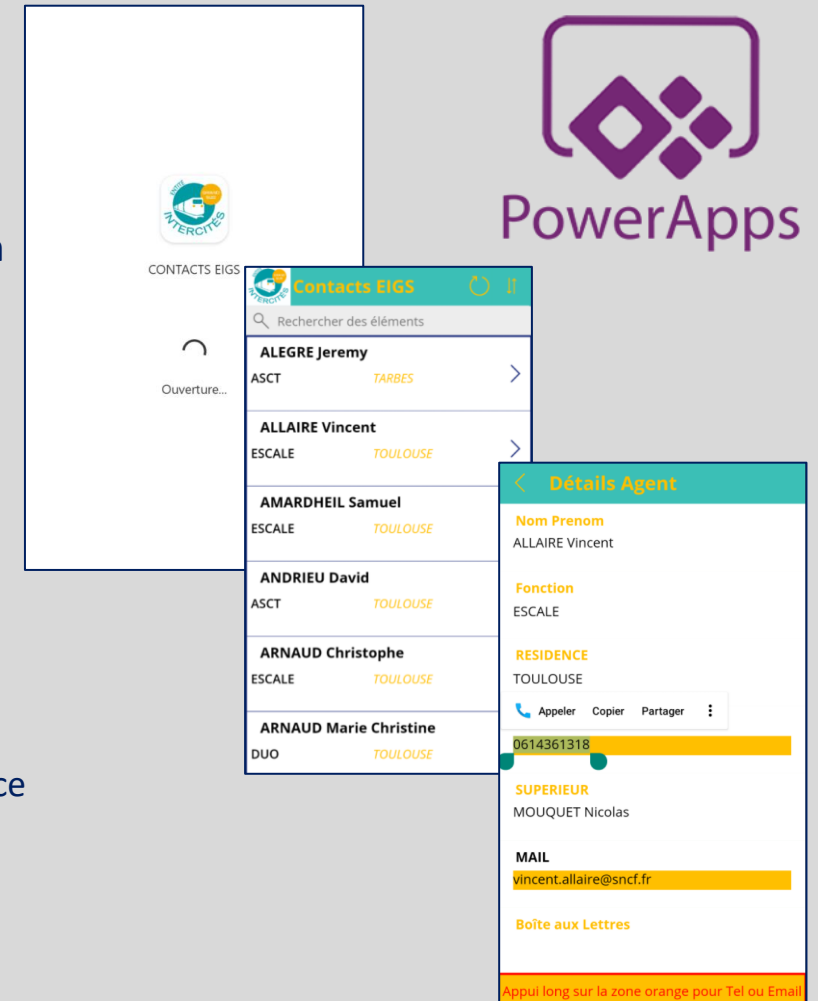 PowerApps
INTERCITÉS
CONTACTS EIGS
Ouverture...
Contacts EIGS
Rechercher des éléments
ALEGRE Jeremy
ASCT TARBES
ALLAIRE Vincent
ESCALE TOULOUSE
AMARDHEIL Samuel
ESCALE TOULOUSE
ANDRIEU David
ASCT TOULOUSE
ARNAUD Christophe
ESCALE TOULOUSE
ARNAUD Marie Christine
DUO TOULOUSE
Détails Agent
Nom Prenom
ALLAIRE Vincent
Fonction
ESCALE
RESIDENCE
TOULOUSE
Appeler Copier Partager
0614361318
SUPERIEUR
MOUQUET Nicolas
MAIL
vincent.allaire@sncf.fr
Boîte aux Lettres
Appui long sur la zone orange pour Tel ou Email